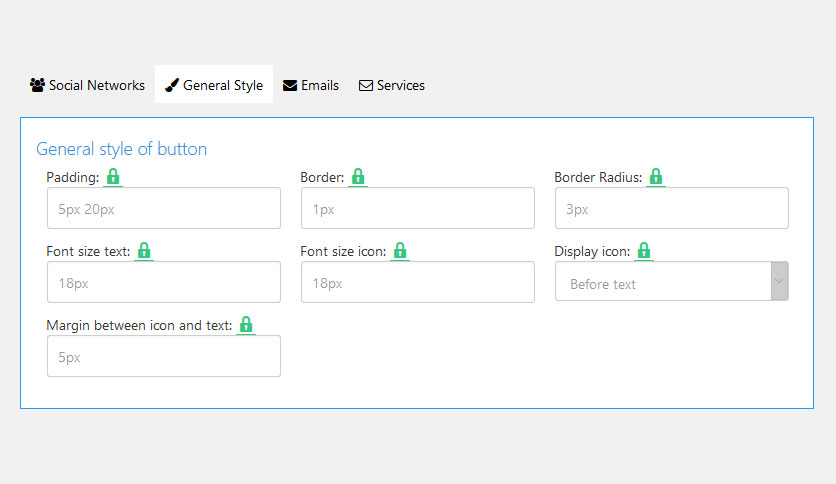 Social Networks General Style Emails Services
General style of button
Padding: Border: Border Radius:
5px 20px 1px 3px
Font size text: Font size icon: Display icon:
18px 18px Before text
Margin between icon and text:
5px